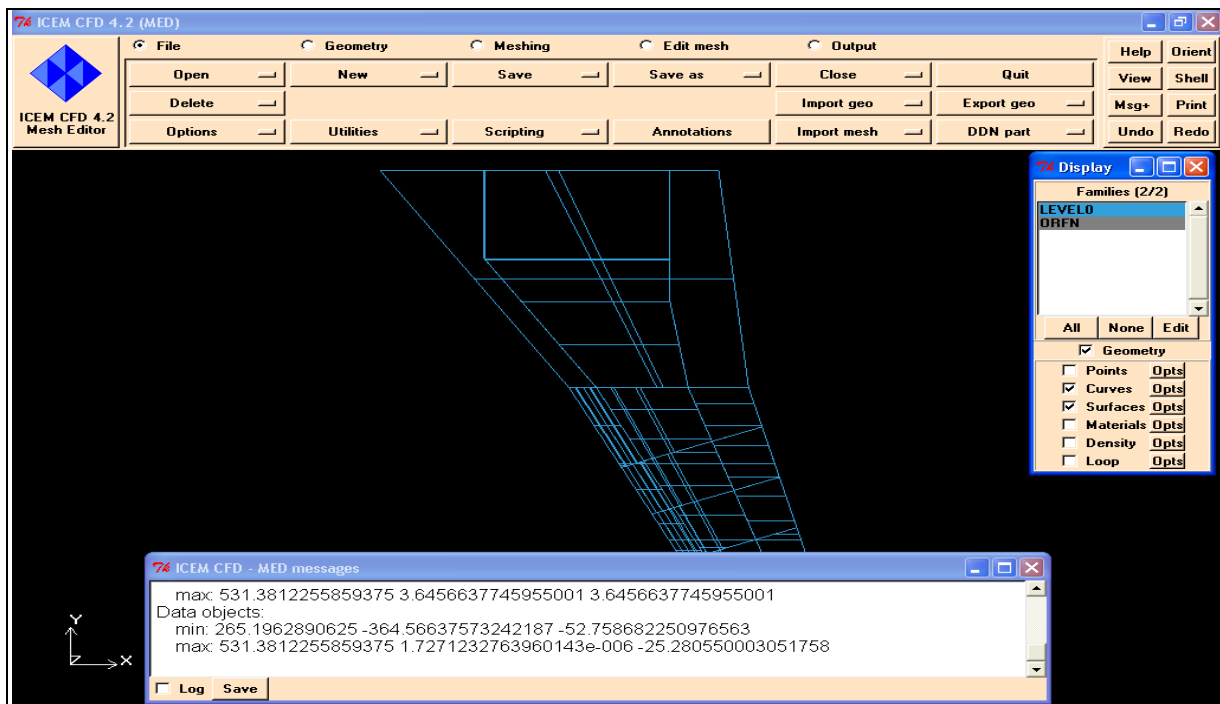 ICEM CFD 4.2 (MED)
File Geometry Meshing Edit mesh Output
Help Orient
Open New Save Save as Close Quit
View Shell
Delete Import geo Export geo
Msg+ Print
ICEM CFD 4.2
Mesh Editor
Options Utilities Scripting Annotations Import mesh DDN part
Undo Redo
Display
Families (2/2)
LEVEL0
ORFN
All None Edit
Geometry
Points Opts
Curves Opts
Surfaces Opts
Materials Opts
Density Opts
Loop Opts
ICEM CFD - MED messages
max: 531.3812255859375 3.6456637745955001 3.6456637745955001
Data objects:
min: 265.1962890625 -364.56637573242187 -52.758682250976563
max: 531.3812255859375 1.7271232763960143e-006 -25.280550003051758
Log Save
Y
Z X